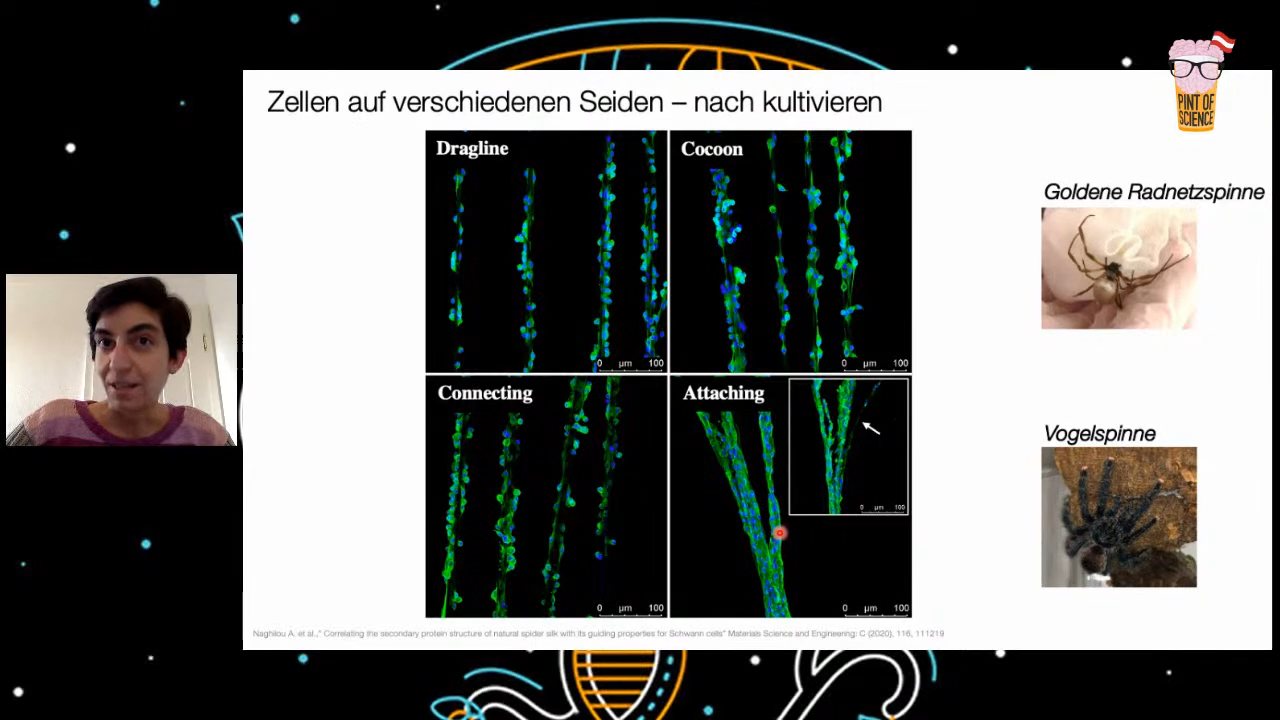 PINT OF
SCIENCE
Zellen auf verschiedenen Seiden – nach kultivieren
Dragline
0 µm 100
Cocoon
0 µm 100
Connecting
0 µm 100
Attaching
0 µm 100
0 µm 100
Goldene Radnetzspinne
Vogelspinne
Naghilou A. et al.," Correlating the secondary protein structure of natural spider silk with its guiding properties for Schwann cells" Materials Science and Engineering: C (2020), 116, 111219